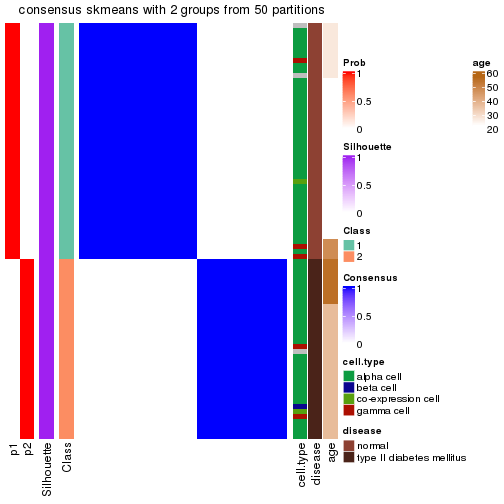 consensus skmeans with 2 groups from 50 partitions
Prob
1
0.5
0
age
60
50
40
30
20
Silhouette
1
0.5
0
Class
1
2
Consensus
1
0.5
0
cell.type
alpha cell
beta cell
co-expression cell
gamma cell
disease
normal
type II diabetes mellitus
p1
p2
Silhouette
Class
cell.type
disease
age